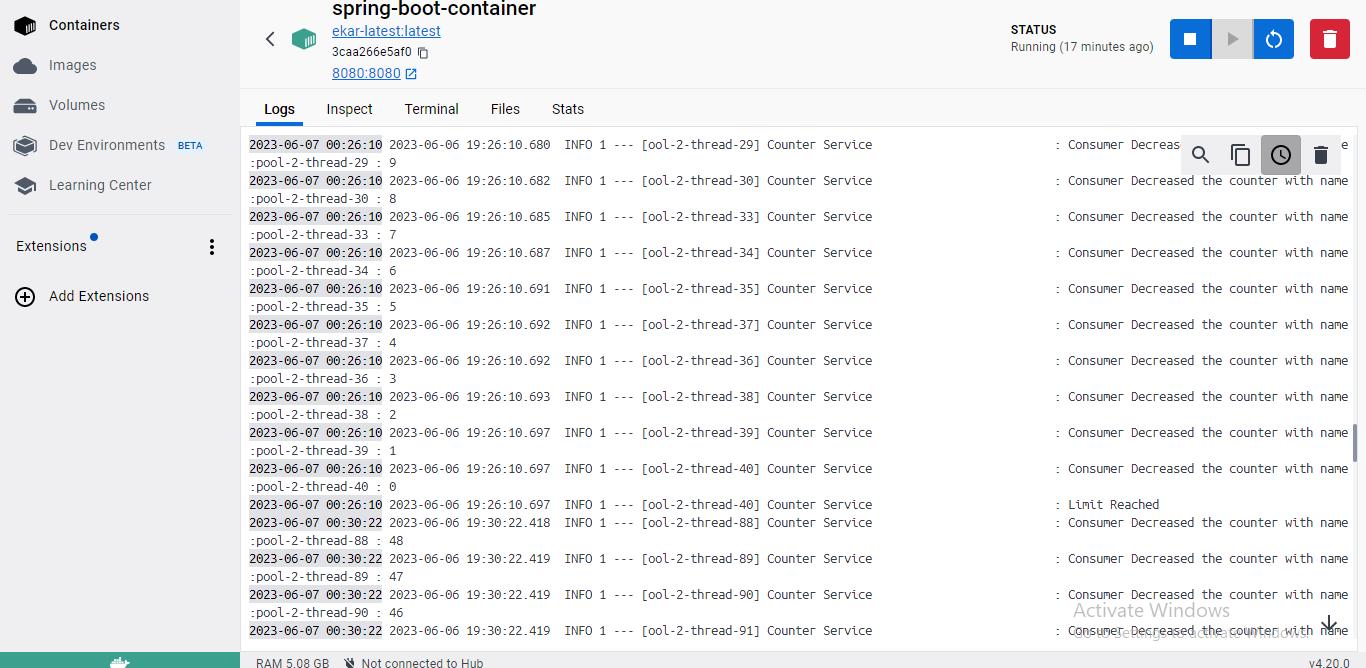 Containers
Images
Volumes
Dev Environments BETA
Learning Center
Extensions
Add Extensions
spring-boot-container
ekar-latest:latest
3caa266e5af0
8080:8080
STATUS
Running (17 minutes ago)
Logs Inspect Terminal Files Stats
2023-06-07 00:26:10 2023-06-06 19:26:10.680 INFO 1 --- [ool-2-thread-29] Counter Service : Consumer Decreas
:pool-2-thread-29 : 9
2023-06-07 00:26:10 2023-06-06 19:26:10.682 INFO 1 --- [ool-2-thread-30] Counter Service : Consumer Decreased the counter with name
:pool-2-thread-30 : 8
2023-06-07 00:26:10 2023-06-06 19:26:10.685 INFO 1 --- [ool-2-thread-33] Counter Service : Consumer Decreased the counter with name
:pool-2-thread-33 : 7
2023-06-07 00:26:10 2023-06-06 19:26:10.687 INFO 1 --- [ool-2-thread-34] Counter Service : Consumer Decreased the counter with name
:pool-2-thread-34 : 6
2023-06-07 00:26:10 2023-06-06 19:26:10.691 INFO 1 --- [ool-2-thread-35] Counter Service : Consumer Decreased the counter with name
:pool-2-thread-35 : 5
2023-06-07 00:26:10 2023-06-06 19:26:10.692 INFO 1 --- [ool-2-thread-37] Counter Service : Consumer Decreased the counter with name
:pool-2-thread-37 : 4
2023-06-07 00:26:10 2023-06-06 19:26:10.692 INFO 1 --- [ool-2-thread-36] Counter Service : Consumer Decreased the counter with name
:pool-2-thread-36 : 3
2023-06-07 00:26:10 2023-06-06 19:26:10.693 INFO 1 --- [ool-2-thread-38] Counter Service : Consumer Decreased the counter with name
:pool-2-thread-38 : 2
2023-06-07 00:26:10 2023-06-06 19:26:10.697 INFO 1 --- [ool-2-thread-39] Counter Service : Consumer Decreased the counter with name
:pool-2-thread-39 : 1
2023-06-07 00:26:10 2023-06-06 19:26:10.697 INFO 1 --- [ool-2-thread-40] Counter Service : Consumer Decreased the counter with name
:pool-2-thread-40 : 0
2023-06-07 00:26:10 2023-06-06 19:26:10.697 INFO 1 --- [ool-2-thread-40] Counter Service : Limit Reached
2023-06-07 00:30:22 2023-06-06 19:30:22.418 INFO 1 --- [ool-2-thread-88] Counter Service : Consumer Decreased the counter with name
:pool-2-thread-88 : 48
2023-06-07 00:30:22 2023-06-06 19:30:22.419 INFO 1 --- [ool-2-thread-89] Counter Service : Consumer Decreased the counter with name
:pool-2-thread-89 : 47
2023-06-07 00:30:22 2023-06-06 19:30:22.419 INFO 1 --- [ool-2-thread-90] Counter Service : Consumer Decreased the counter with name
:pool-2-thread-90 : 46
Activate Windows
2023-06-07 00:30:22 2023-06-06 19:30:22.419 INFO 1 --- [ool-2-thread-91] Counter Service : Consumer Decreased the counter with name
Go to Settings to activate Windows.
RAM 5.08 GB Not connected to Hub v4.20.0